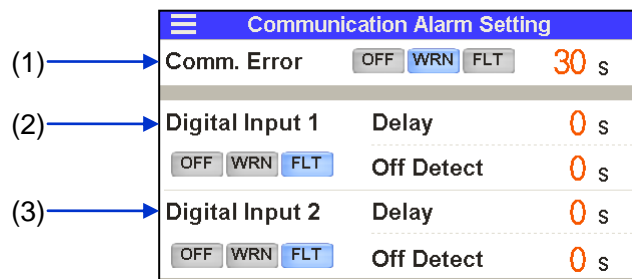 Communication Alarm Setting
(1) Comm. Error OFF WRN FLT 30 s
(2) Digital Input 1 Delay 0 s
OFF WRN FLT Off Detect 0 s
(3) Digital Input 2 Delay 0 s
OFF WRN FLT Off Detect 0 s